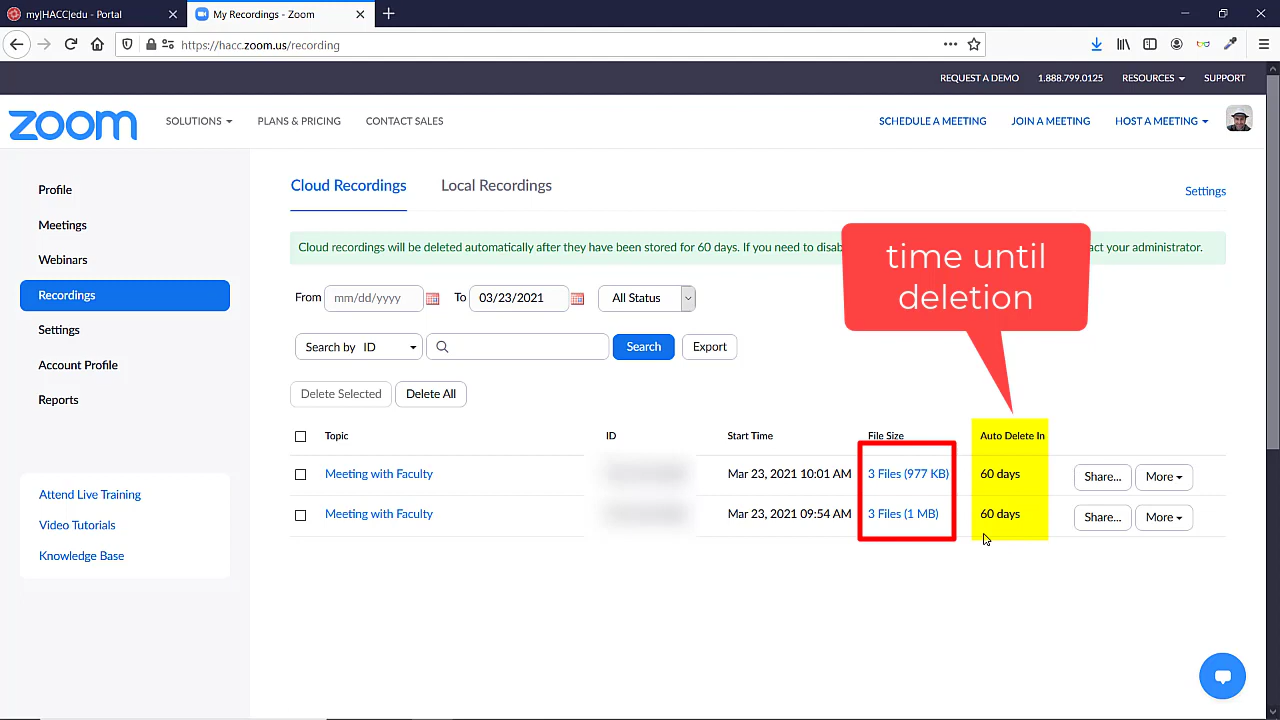 my|HACC|edu - Portal
My Recordings - Zoom
https://hacc.zoom.us/recording
REQUEST A DEMO 1.888.799.0125 RESOURCES SUPPORT
zoom SOLUTIONS PLANS & PRICING CONTACT SALES SCHEDULE A MEETING JOIN A MEETING HOST A MEETING
Profile
Meetings
Webinars
Recordings
Settings
Account Profile
Reports
Attend Live Training
Video Tutorials
Knowledge Base
Cloud Recordings Local Recordings
Settings
Cloud recordings will be deleted automatically after they have been stored for 60 days. If you need to disab act your administrator.
time until
deletion
From mm/dd/yyyy To 03/23/2021 All Status
Search by ID Search Export
Delete Selected Delete All
Topic ID Start Time File Size Auto Delete In
Meeting with Faculty Mar 23, 2021 10:01 AM 3 Files (977 KB) 60 days Share... More
Meeting with Faculty Mar 23, 2021 09:54 AM 3 Files (1 MB) 60 days Share... More